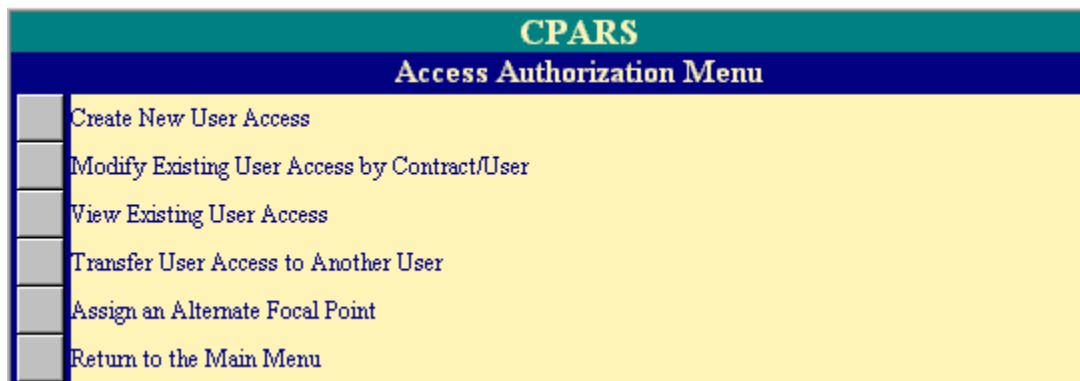 CPARS
Access Authorization Menu
Create New User Access
Modify Existing User Access by Contract/User
View Existing User Access
Transfer User Access to Another User
Assign an Alternate Focal Point
Return to the Main Menu